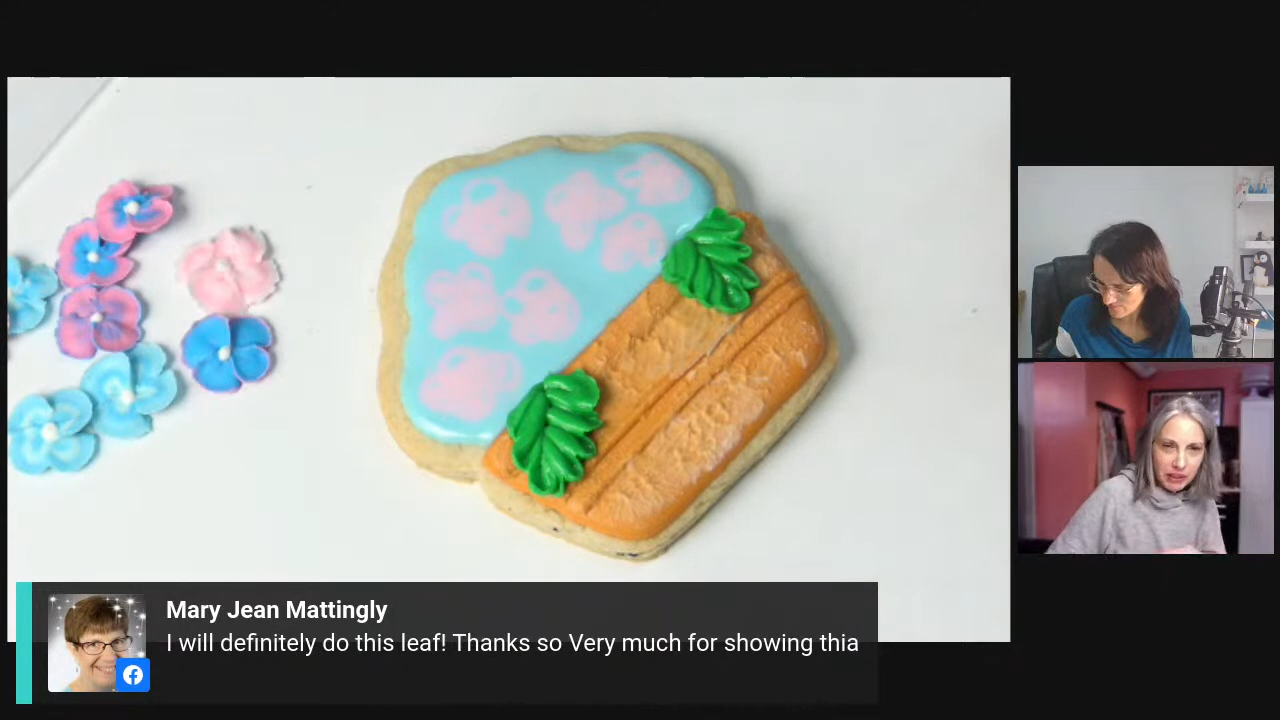 Mary Jean Mattingly
I will definitely do this leaf! Thanks so Very much for showing thia